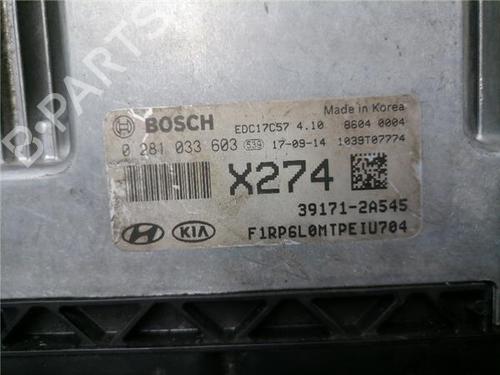 B-PARTS
Made in Korea
BOSCH EDC17C57 4.10 8604 0004
0 281 033 603 539 17-09-14 1039T07774
X274
39171-2A545
KIA F1RP6L0MTPEIU704